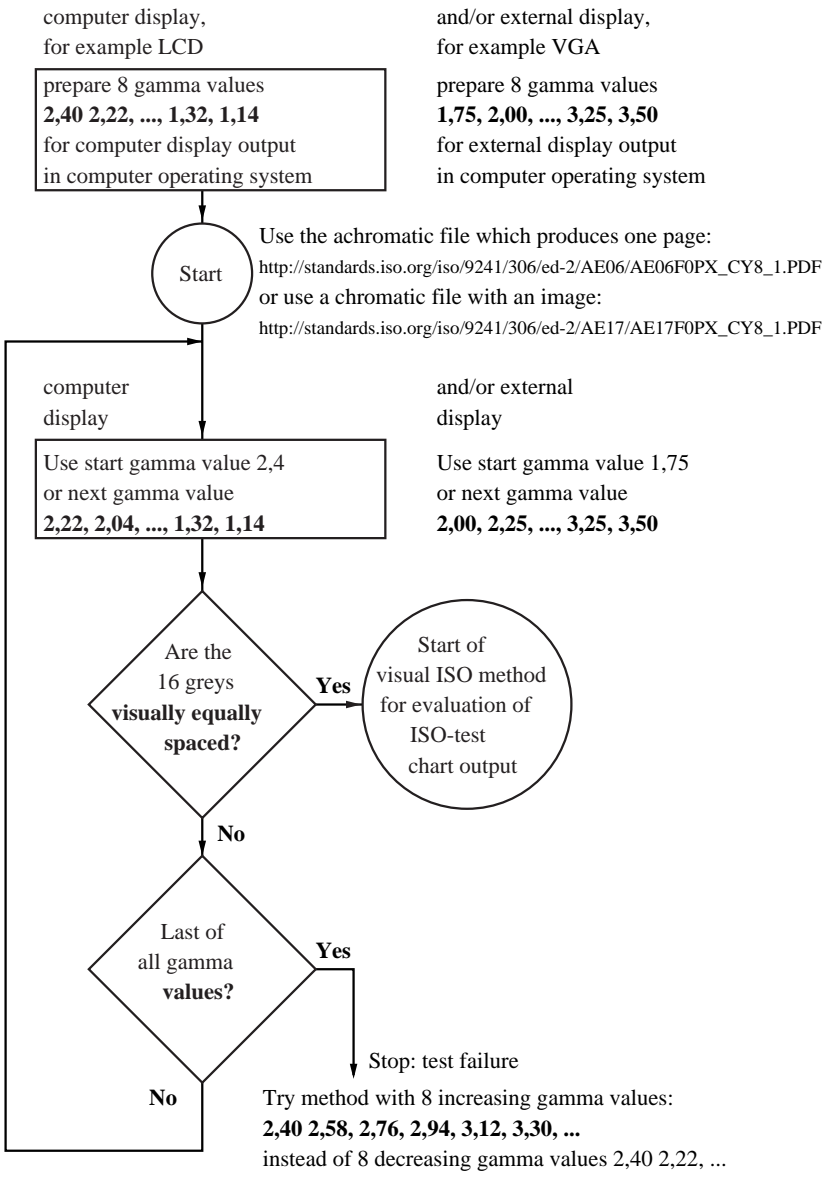 computer display,
for example LCD
and/or external display,
for example VGA
prepare 8 gamma values
2,40 2,22, ..., 1,32, 1,14
for computer display output
in computer operating system
prepare 8 gamma values
1,75, 2,00, ..., 3,25, 3,50
for external display output
in computer operating system
Start
Use the achromatic file which produces one page:
http://standards.iso.org/iso/9241/306/ed-2/AE06/AE06F0PX_CY8_1.PDF
or use a chromatic file with an image:
http://standards.iso.org/iso/9241/306/ed-2/AE17/AE17F0PX_CY8_1.PDF
computer
display
and/or external
display
Use start gamma value 2,4
or next gamma value
2,22, 2,04, ..., 1,32, 1,14
Use start gamma value 1,75
or next gamma value
2,00, 2,25, ..., 3,25, 3,50
Are the
16 greys
visually equally
spaced?
Yes
Start of
visual ISO method
for evaluation of
ISO-test
chart output
No
Last of
all gamma
values?
Yes
Stop: test failure
No
Try method with 8 increasing gamma values:
2,40 2,58, 2,76, 2,94, 3,12, 3,30, ...
instead of 8 decreasing gamma values 2,40 2,22, ...